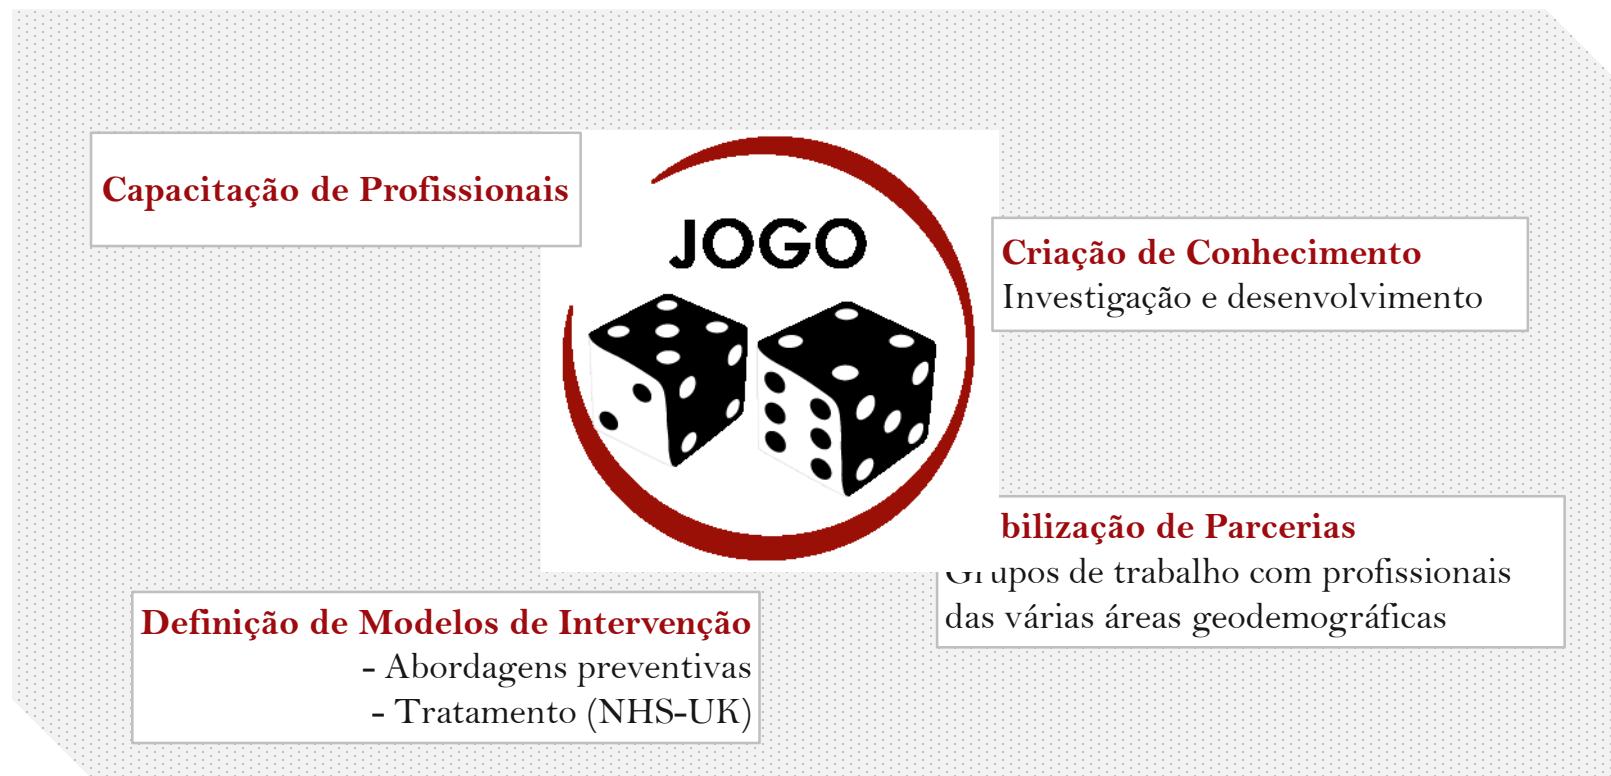 Capacitação de Profissionais
JOGO
Criação de Conhecimento
Investigação e desenvolvimento
bilização de Parcerias
Grupos de trabalho com profissionais
das várias áreas geodemográficas
Definição de Modelos de Intervenção
- Abordagens preventivas
- Tratamento (NHS-UK)